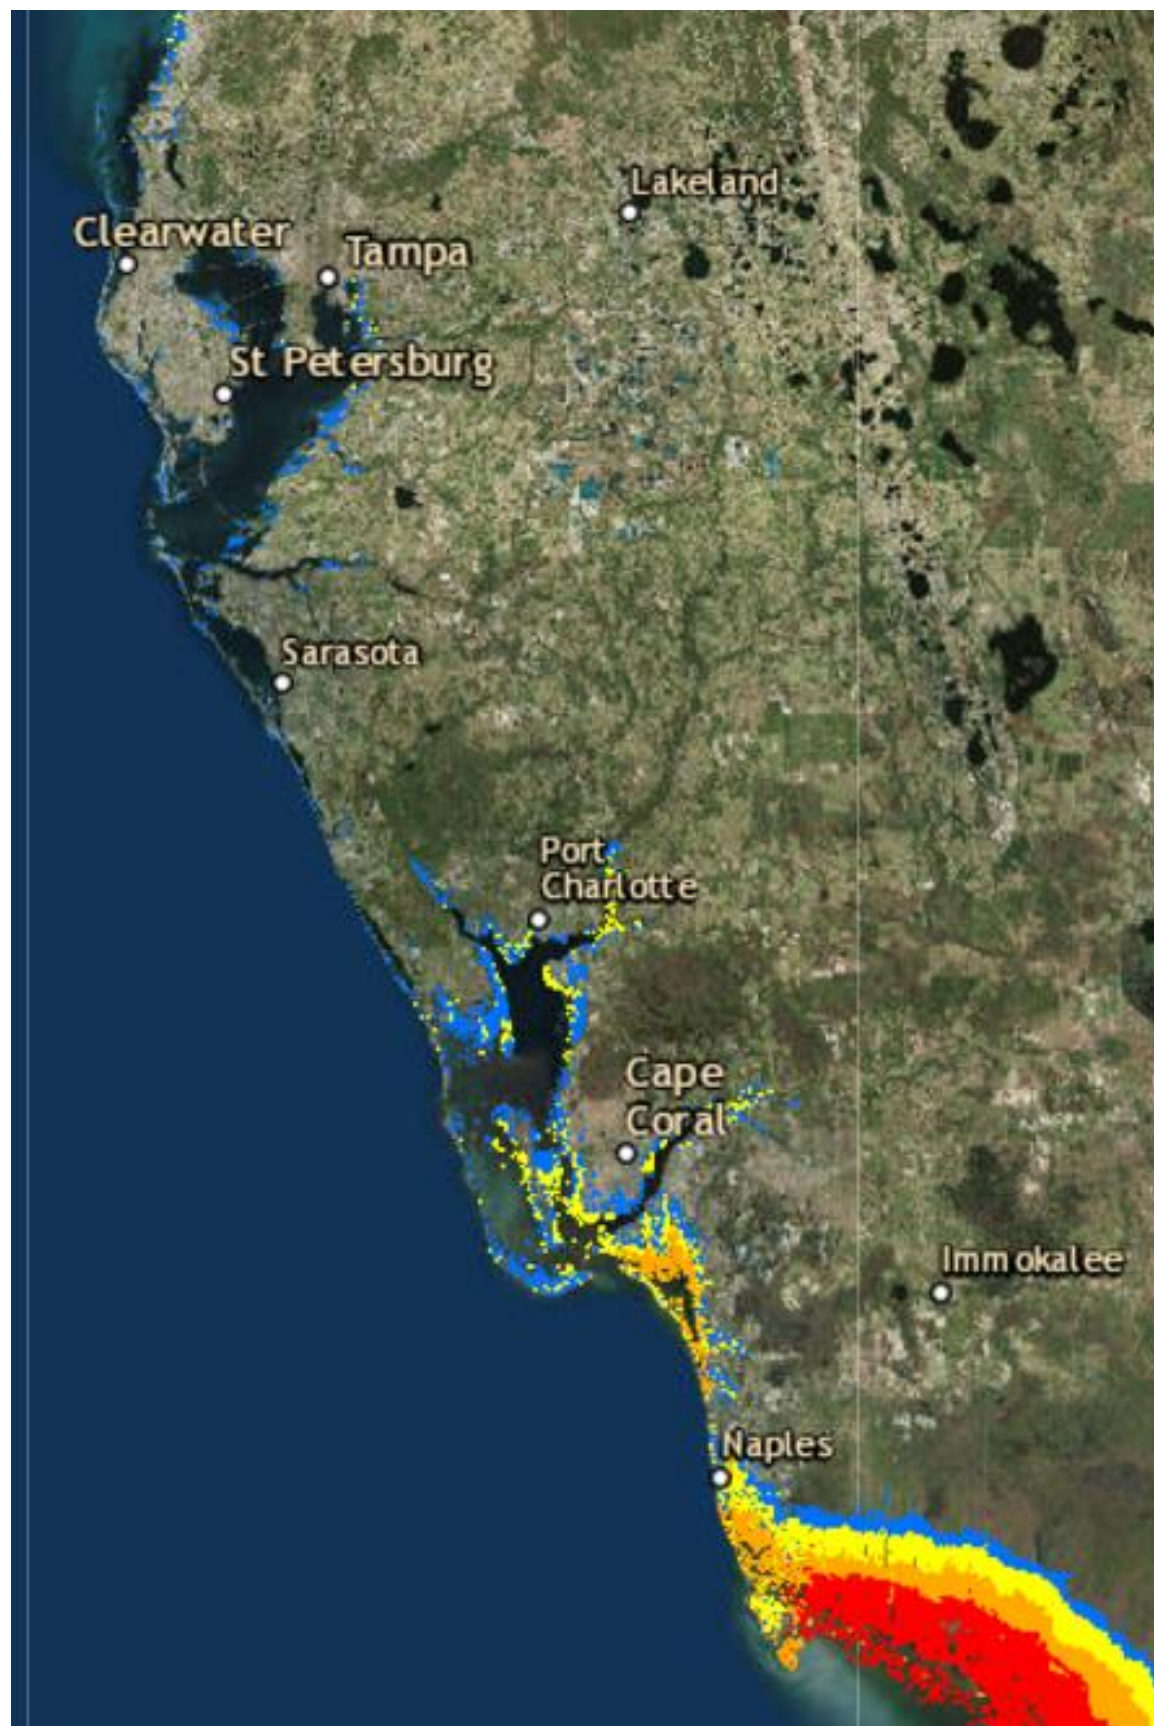 Lakeland
Clearwater
Tampa
St Petersburg
Sarasota
Port
Charlotte
Cape
Coral
Immokalee
Naples